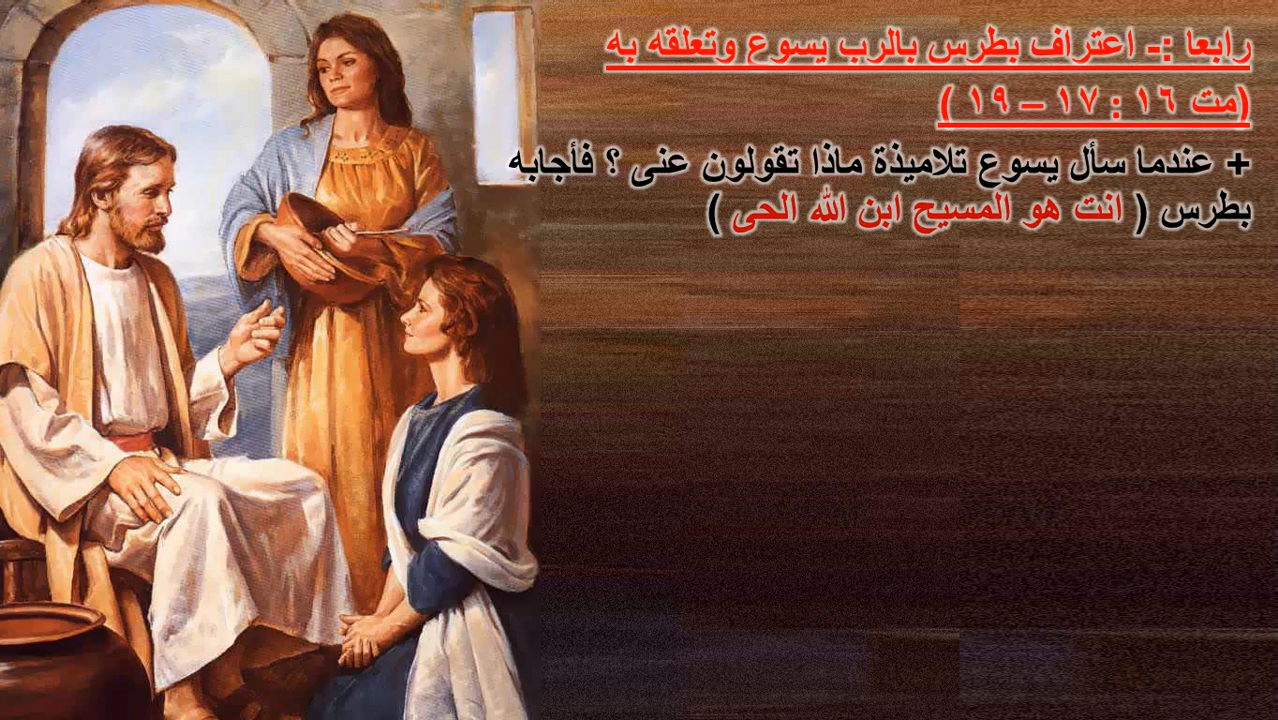 رابعا :- اعتراف بطرس بالرب يسوع وتعلقه به
(مت ١٦ : ١٧ – ١٩ )
+ عندما سأل يسوع تلاميذة ماذا تقولون عنى ؟ فأجابه
بطرس ( انت هو المسيح ابن الله الحى )